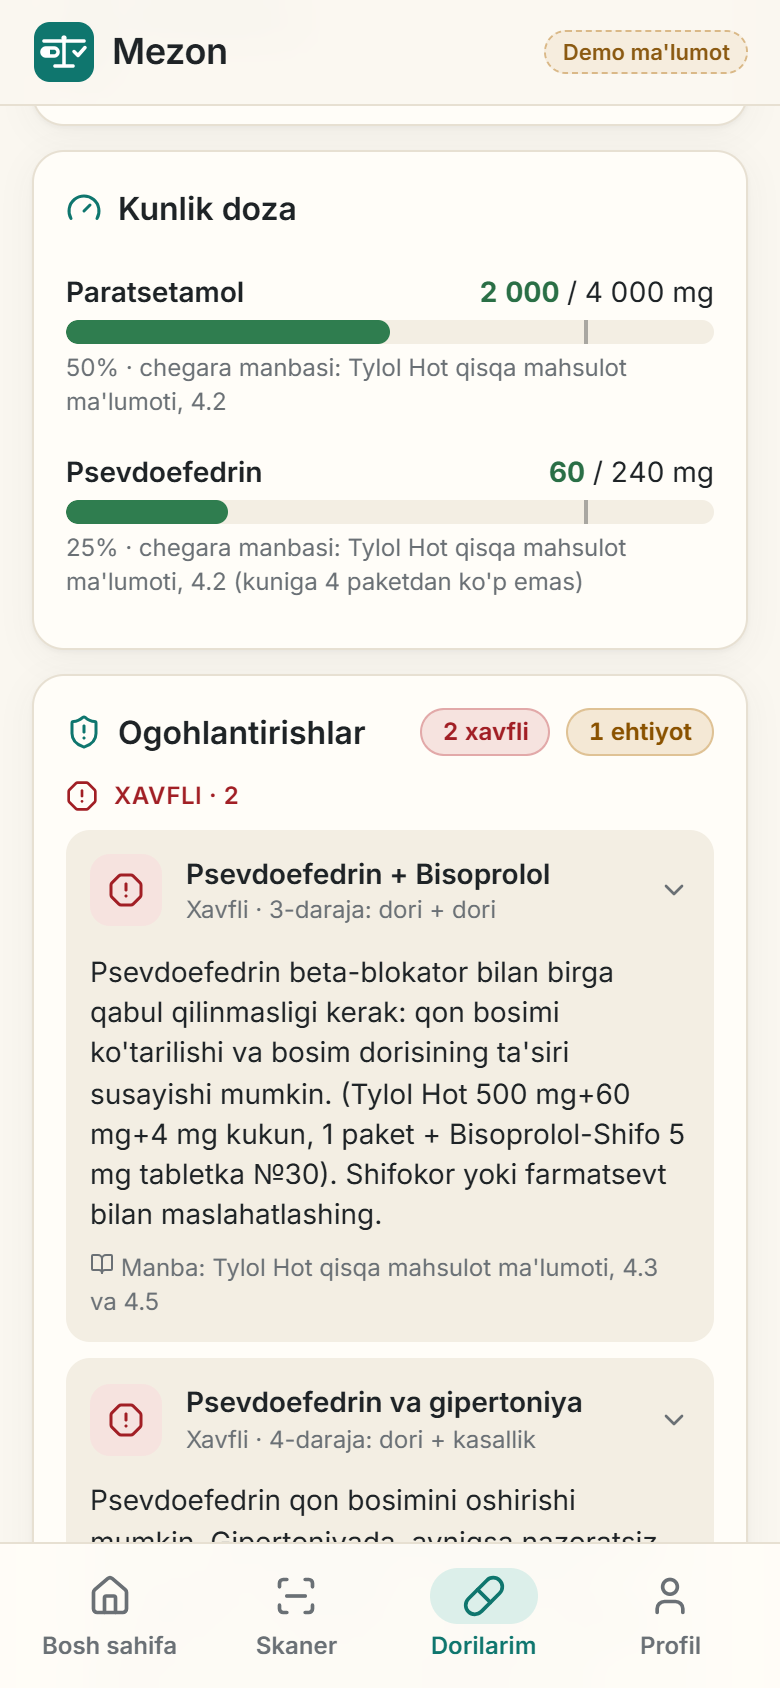 Mezon
Demo ma'lumot
Kunlik doza
Paratsetamol 2 000 / 4 000 mg
50% · chegara manbasi: Tylol Hot qisqa mahsulot
ma'lumoti, 4.2
Psevdoefedrin 60 / 240 mg
25% · chegara manbasi: Tylol Hot qisqa mahsulot
ma'lumoti, 4.2 (kuniga 4 paketdan ko'p emas)
Ogohlantirishlar 2 xavfli 1 ehtiyot
XAVFLI · 2
Psevdoefedrin + Bisoprolol
Xavfli · 3-daraja: dori + dori
Psevdoefedrin beta-blokator bilan birga
qabul qilinmasligi kerak: qon bosimi
ko'tarilishi va bosim dorisining ta'siri
susayishi mumkin. (Tylol Hot 500 mg+60
mg+4 mg kukun, 1 paket + Bisoprolol-Shifo 5
mg tabletka №30). Shifokor yoki farmatsevt
bilan maslahatlashing.
Manba: Tylol Hot qisqa mahsulot ma'lumoti, 4.3
va 4.5
Psevdoefedrin va gipertoniya
Xavfli · 4-daraja: dori + kasallik
Psevdoefedrin qon bosimini oshirishi
mumkin. Gipertoniyada, ayniqsa nazoratsiz
Bosh sahifa
Skaner
Dorilarim
Profil